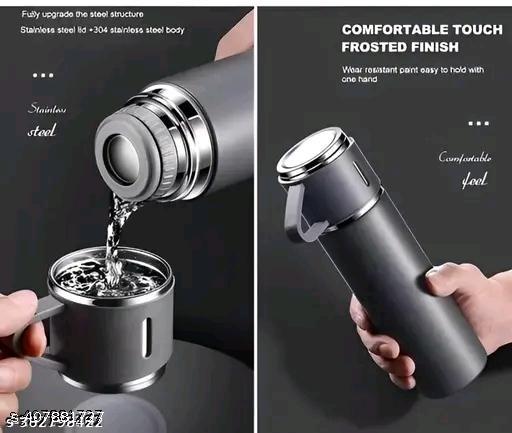 Fully upgrade the steel structure
Stainless steel lid +304 stainless steel body
Stainless
steel
COMFORTABLE TOUCH
FROSTED FINISH
Wear resistant paint easy to hold with
one hand
Comfortable
feel